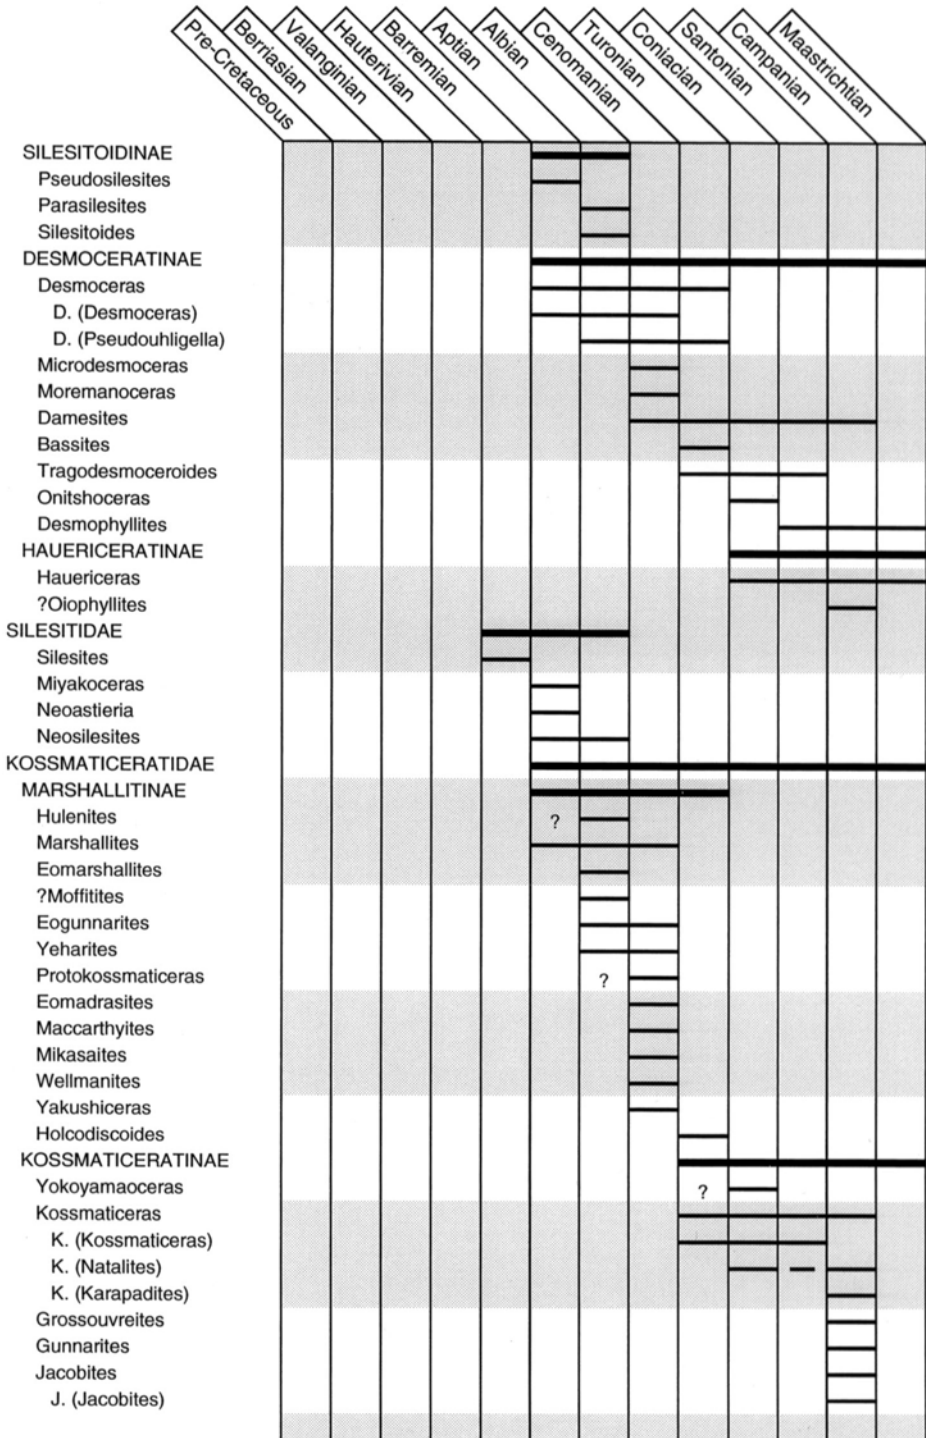 Pre-Cretaceous
Berriasian
Valanginian
Hauterivian
Barremian
Aptian
Albian
Cenomanian
Turonian
Coniacian
Santonian
Campanian
Maastrichtian
SILESITOIDINAE
Pseudosilesites
Parasilesites
Silesitoides
DESMOCERATINAE
Desmoceras
D. (Desmoceras)
D. (Pseudouhligella)
Microdesmoceras
Moremanoceras
Damesites
Bassites
Tragodesmoceroides
Onitshoceras
Desmophyllites
HAUERICERATINAE
Hauericeras
?Oiophyllites
SILESITIDAE
Silesites
Miyakoceras
Neoastieria
Neosilesites
KOSSMATICERATIDAE
MARSHALLITINAE
Hulenites ?
Marshallites
Eomarshallites
?Moffitites
Eogunnarites
Yeharites
Protokossmaticeras ?
Eomadrasites
Maccarthyites
Mikasaites
Wellmanites
Yakushiceras
Holcodiscoides
KOSSMATICERATINAE
Yokoyamaoceras ?
Kossmaticeras
K. (Kossmaticeras)
K. (Natalites)
K. (Karapadites)
Grossouvreites
Gunnarites
Jacobites
J. (Jacobites)